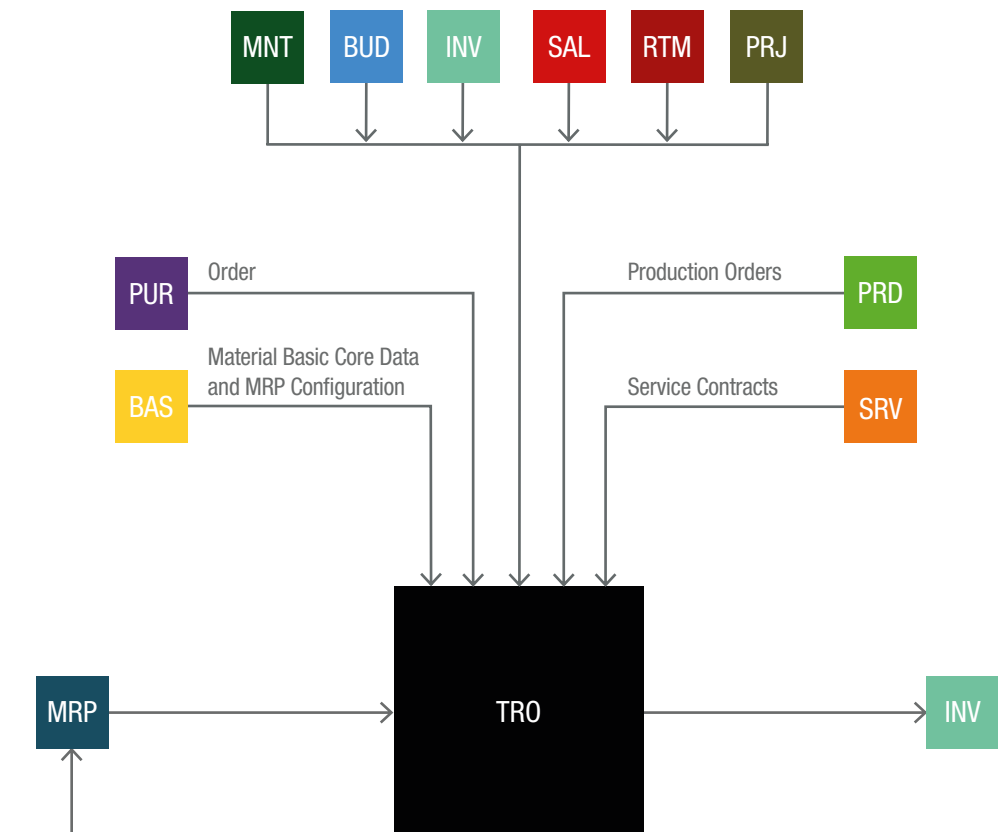 MNT
BUD
INV
SAL
RTM
PRJ
PUR
Order
Production Orders
PRD
BAS
Material Basic Core Data
and MRP Configuration
Service Contracts
SRV
MRP
TRO
INV